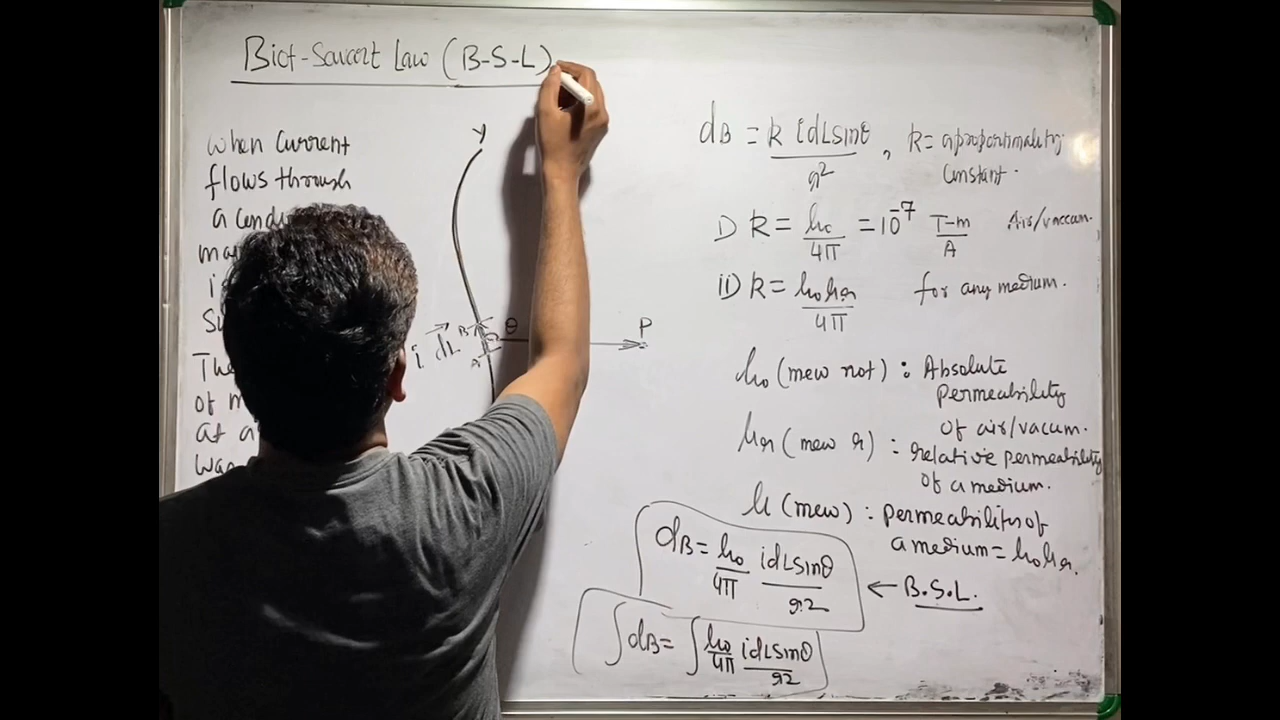 Biot-Savart Law (B-S-L)
when current
flows through
a
i
Su
The
of m
at a
was
Y
B
A
θ
i dL
P
dB = k idLsinθ / r², k = a proportionality
constant.
i) k = μ₀/4π = 10⁻⁷ T-m/A Air/vaccum.
ii) k = μ₀μr/4π for any medium.
μ₀ (mew not) : Absolute
permeability
of air/vacum.
μr (mew r) : relative permeability
of a medium.
μ (mew) : permeability of
a medium = μ₀μr.
dB = μ₀/4π idLsinθ/r2 ← B.S.L.
∫dB = ∫μ₀/4π idLsinθ/r2